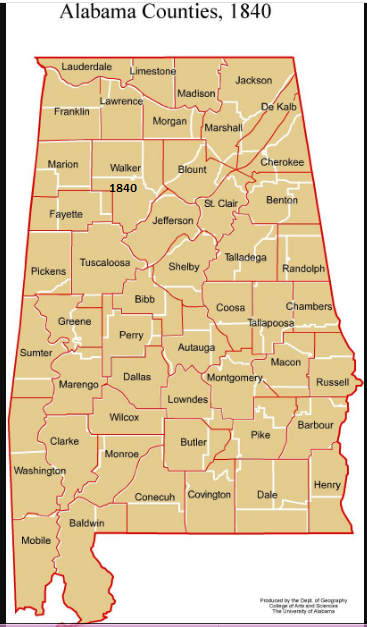 Alabama Counties, 1840
Lauderdale
Limestone
Madison
Jackson
De Kalb
Lawrence
Franklin
Morgan
Marshall
Marion
Walker
Blount
Cherokee
1840
Fayette
St. Clair
Benton
Jefferson
Tuscaloosa
Shelby
Talladega
Randolph
Pickens
Bibb
Coosa
Chambers
Tallapoosa
Greene
Perry
Autauga
Sumter
Macon
Marengo
Dallas
Montgomery
Russell
Lowndes
Wilcox
Barbour
Clarke
Butler
Pike
Monroe
Washington
Conecuh
Covington
Dale
Henry
Baldwin
Mobile
Produced by the Dept. of Geography
College of Arts and Sciences
The University of Alabama